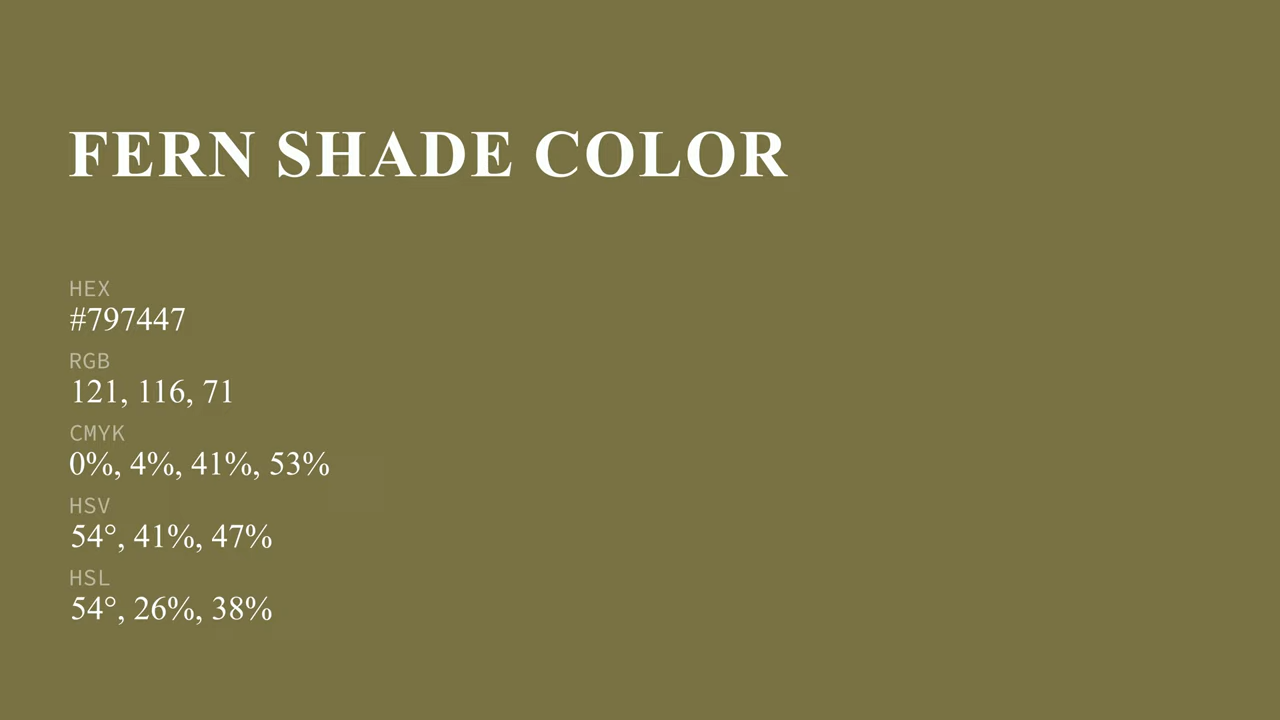 FERN SHADE COLOR
HEX
#797447
RGB
121, 116, 71
CMYK
0%, 4%, 41%, 53%
HSV
54°, 41%, 47%
HSL
54°, 26%, 38%